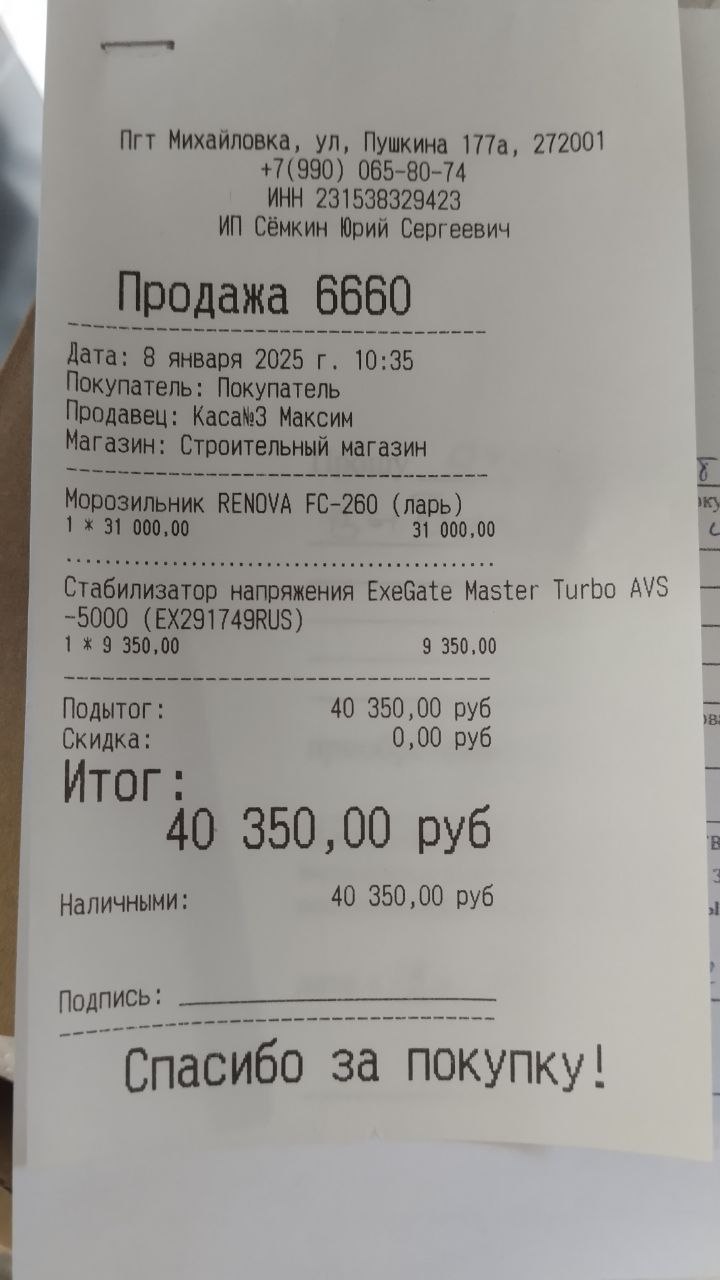 Пгт Михайловка, ул, Пушкина 177а, 272001
+7(990) 065-80-74
ИНН 231538329423
ИП Сёмкин Юрий Сергеевич
Продажа 6660
Дата: 8 января 2025 г. 10:35
Покупатель: Покупатель
Продавец: Каса№3 Максим
Магазин: Строительный магазин
Морозильник RENOVA FC-260 (ларь)
1 * 31 000,00 31 000,00
Стабилизатор напряжения ExeGate Master Turbo AVS
-5000 (EX291749RUS)
1 * 9 350,00 9 350,00
Подытог: 40 350,00 руб
Скидка: 0,00 руб
Итог:
40 350,00 руб
Наличными: 40 350,00 руб
Подпись:
Спасибо за покупку!